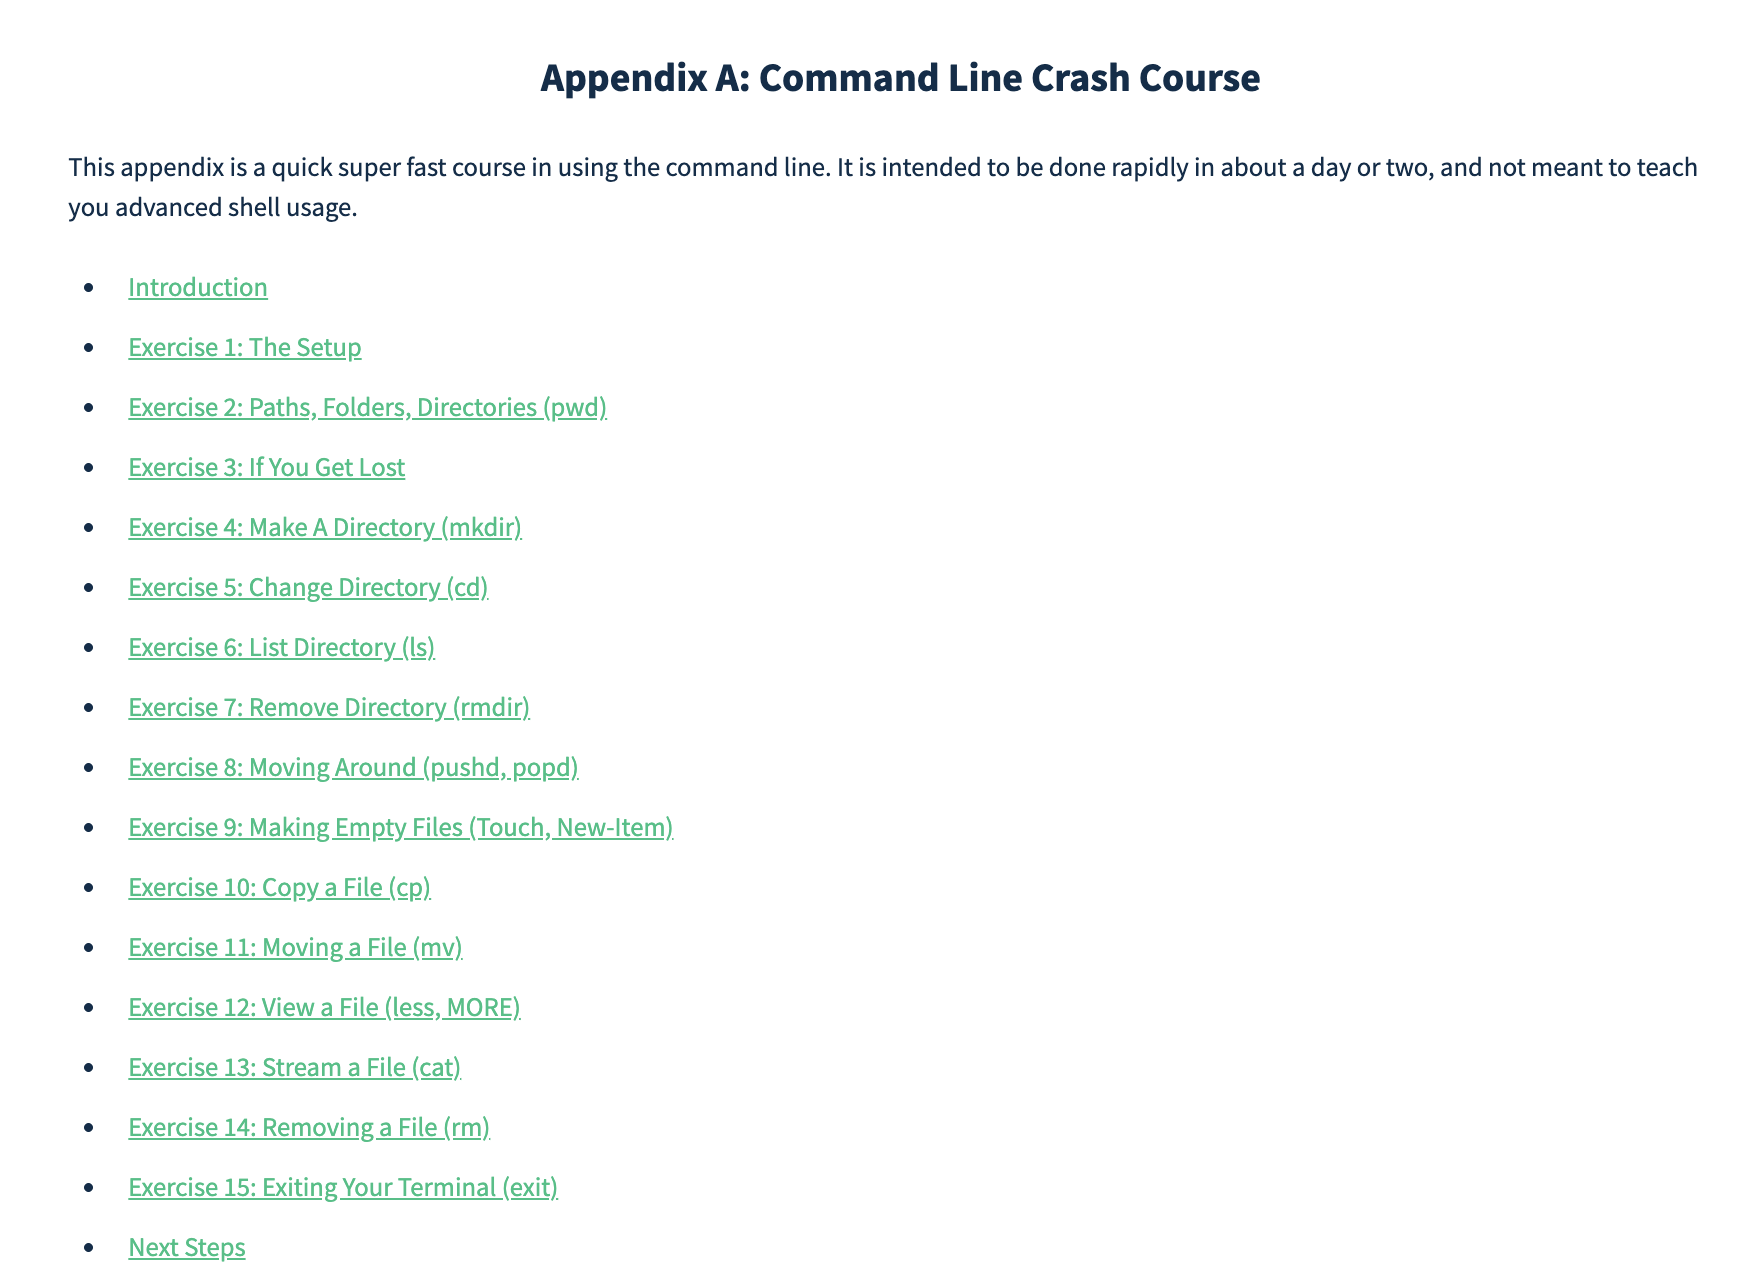 Appendix A: Command Line Crash Course
This appendix is a quick super fast course in using the command line. It is intended to be done rapidly in about a day or two, and not meant to teach
you advanced shell usage.
Introduction
Exercise 1: The Setup
Exercise 2: Paths, Folders, Directories (pwd)
Exercise 3: If You Get Lost
Exercise 4: Make A Directory (mkdir)
Exercise 5: Change Directory (cd)
Exercise 6: List Directory (ls)
Exercise 7: Remove Directory (rmdir)
Exercise 8: Moving Around (pushd, popd)
Exercise 9: Making Empty Files (Touch, New-Item)
Exercise 10: Copy a File (cp)
Exercise 11: Moving a File (mv)
Exercise 12: View a File (less, MORE)
Exercise 13: Stream a File (cat)
Exercise 14: Removing a File (rm)
Exercise 15: Exiting Your Terminal (exit)
Next Steps